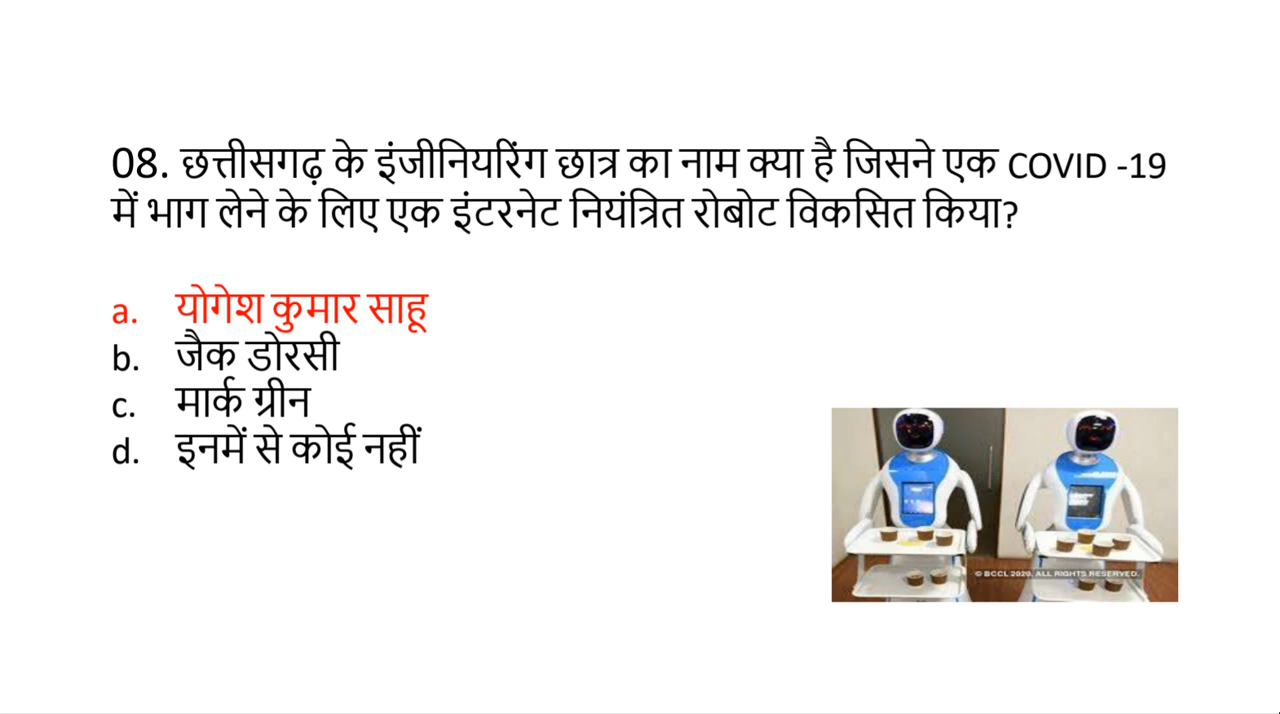 08. छत्तीसगढ़ के इंजीनियरिंग छात्र का नाम क्या है जिसने एक COVID -19
में भाग लेने के लिए एक इंटरनेट नियंत्रित रोबोट विकसित किया?
a. योगेश कुमार साहू
b. जैक डोरसी
c. मार्क ग्रीन
d. इनमें से कोई नहीं
© BCCL 2020. ALL RIGHTS RESERVED.